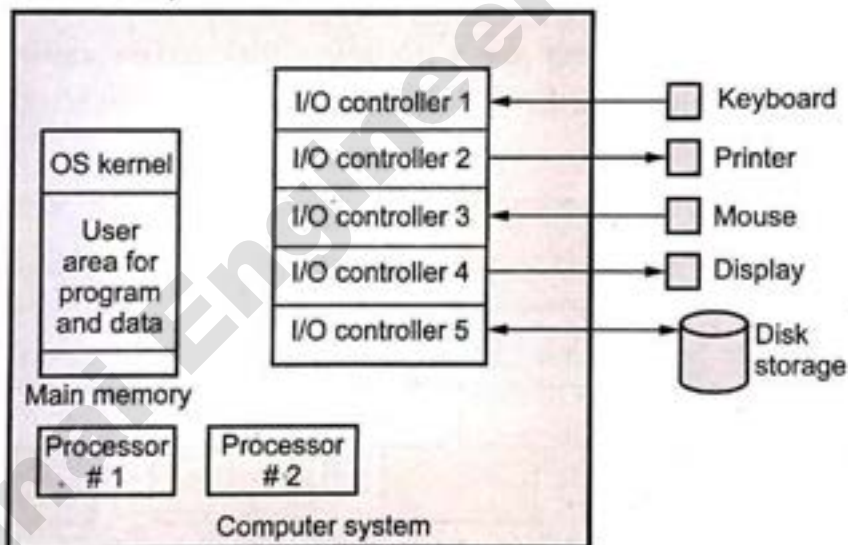 I/O controller 1
I/O controller 2
I/O controller 3
I/O controller 4
I/O controller 5
Keyboard
Printer
Mouse
Display
Disk
storage
OS kernel
User
area for
program
and data
Main memory
Processor
# 1
Processor
# 2
Computer system